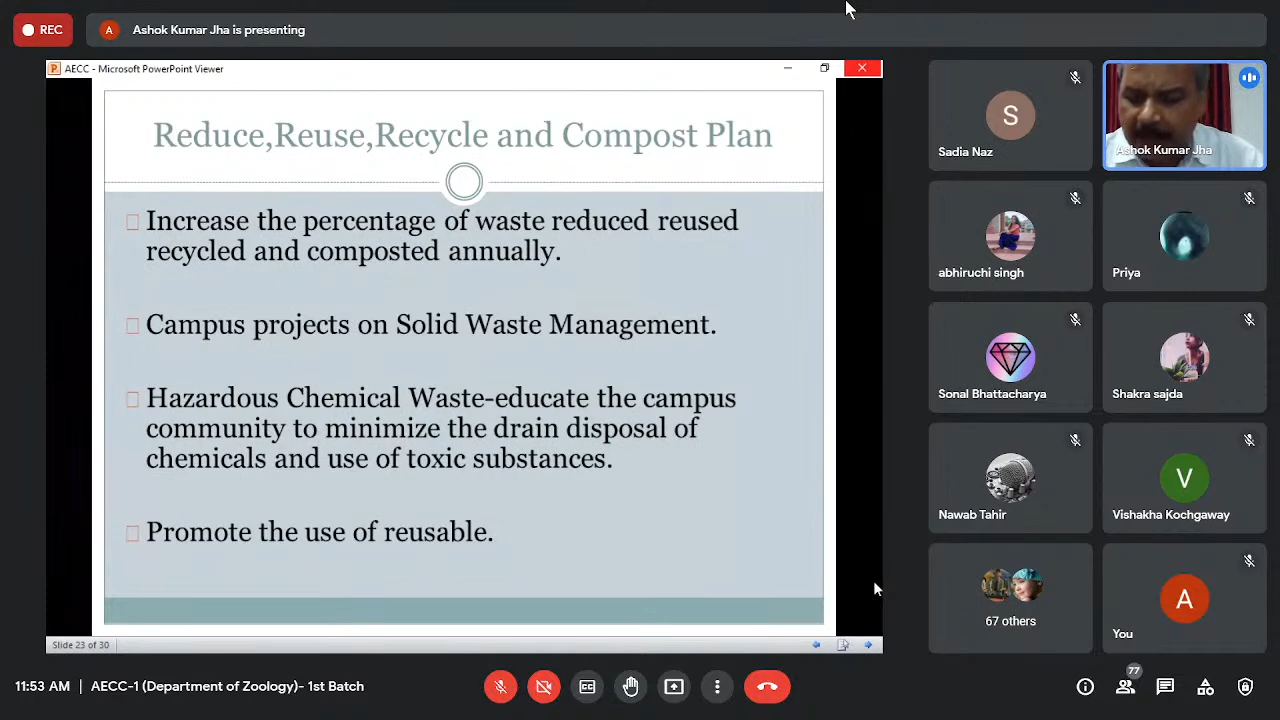 REC
A
Ashok Kumar Jha is presenting
AECC - Microsoft PowerPoint Viewer
Reduce,Reuse,Recycle and Compost Plan
Increase the percentage of waste reduced reused
recycled and composted annually.
Campus projects on Solid Waste Management.
Hazardous Chemical Waste-educate the campus
community to minimize the drain disposal of
chemicals and use of toxic substances.
Promote the use of reusable.
Slide 23 of 30
S
Sadia Naz
Ashok Kumar Jha
abhiruchi singh
Priya
Sonal Bhattacharya
Shakra sajda
Nawab Tahir
V
Vishakha Kochgaway
67 others
A
You
11:53 AM | AECC-1 (Department of Zoology)- 1st Batch
77